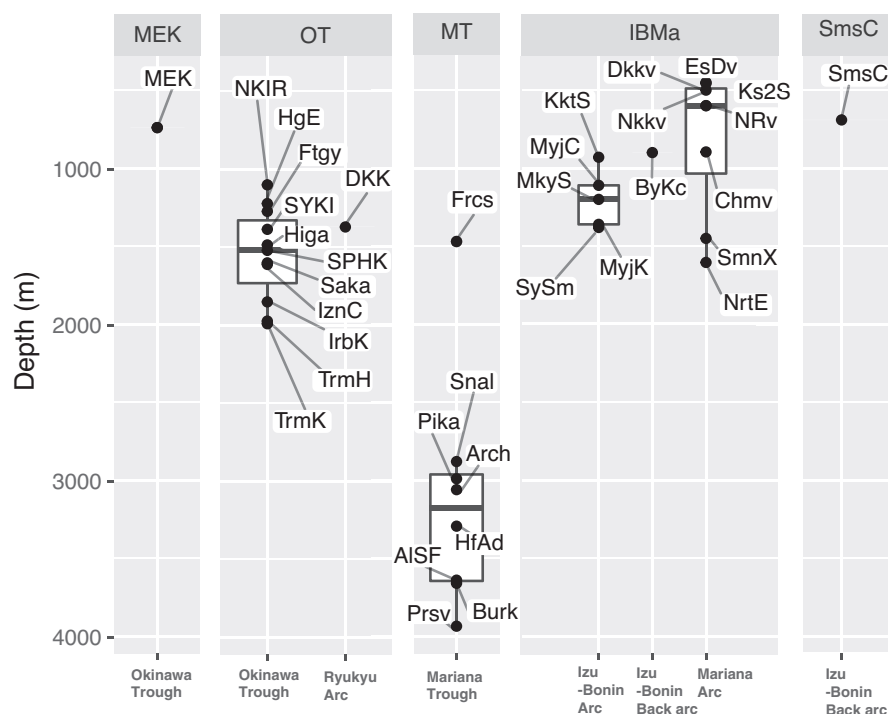 MEK
OT
MT
IBMa
SmsC
MEK
NKIR
HgE
Ftgy
SYKI
DKK
Higa
SPHK
Saka
IznC
IrbK
TrmH
TrmK
Frcs
Snal
Pika
Arch
HfAd
AlSF
Prsv
Burk
KktS
MyjC
MkyS
SySm
MyjK
ByKc
Dkkv
EsDv
Ks2S
Nkkv
NRv
Chmv
SmnX
NrtE
SmsC
Depth (m)
1000
2000
3000
4000
Okinawa
Trough
Okinawa
Trough
Ryukyu
Arc
Mariana
Trough
Izu
-Bonin
Arc
Izu
-Bonin
Back arc
Mariana
Arc
Izu
-Bonin
Back arc